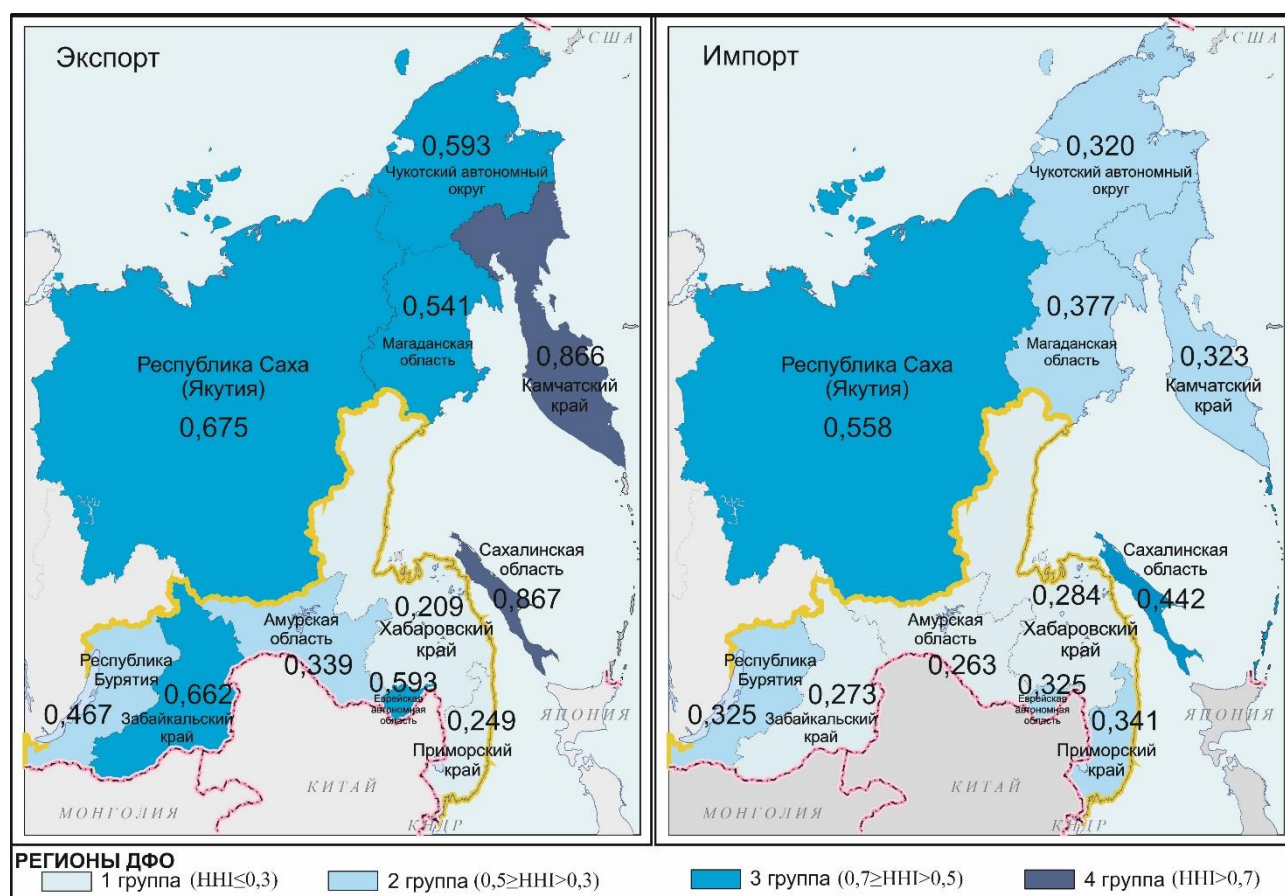 Экспорт
США
0,593
Чукотский автономный
округ
0,541
Магаданская
область
0,866
Камчатский
край
Республика Саха
(Якутия)
0,675
Сахалинская
область
0,867
0,209
Хабаровский
край
Амурская
область
0,339
Республика
Бурятия
0,467
0,662
Забайкальский
край
0,593
Еврейская
автономная
область
0,249
Приморский
край
ЯПОНИЯ
КИТАЙ
МОНГОЛИЯ
КНДР
Импорт
США
0,320
Чукотский автономный
округ
0,377
Магаданская
область
0,323
Камчатский
край
Республика Саха
(Якутия)
0,558
Сахалинская
область
0,442
0,284
Хабаровский
край
Амурская
область
0,263
Республика
Бурятия
0,325
0,273
Забайкальский
край
0,325
Еврейская
автономная
область
0,341
Приморский
край
ЯПОНИЯ
КИТАЙ
МОНГОЛИЯ
КНДР
РЕГИОНЫ ДФО
1 группа (HHI≤0,3)
2 группа (0,5≥HHI>0,3)
3 группа (0,7≥HHI>0,5)
4 группа (HHI>0,7)